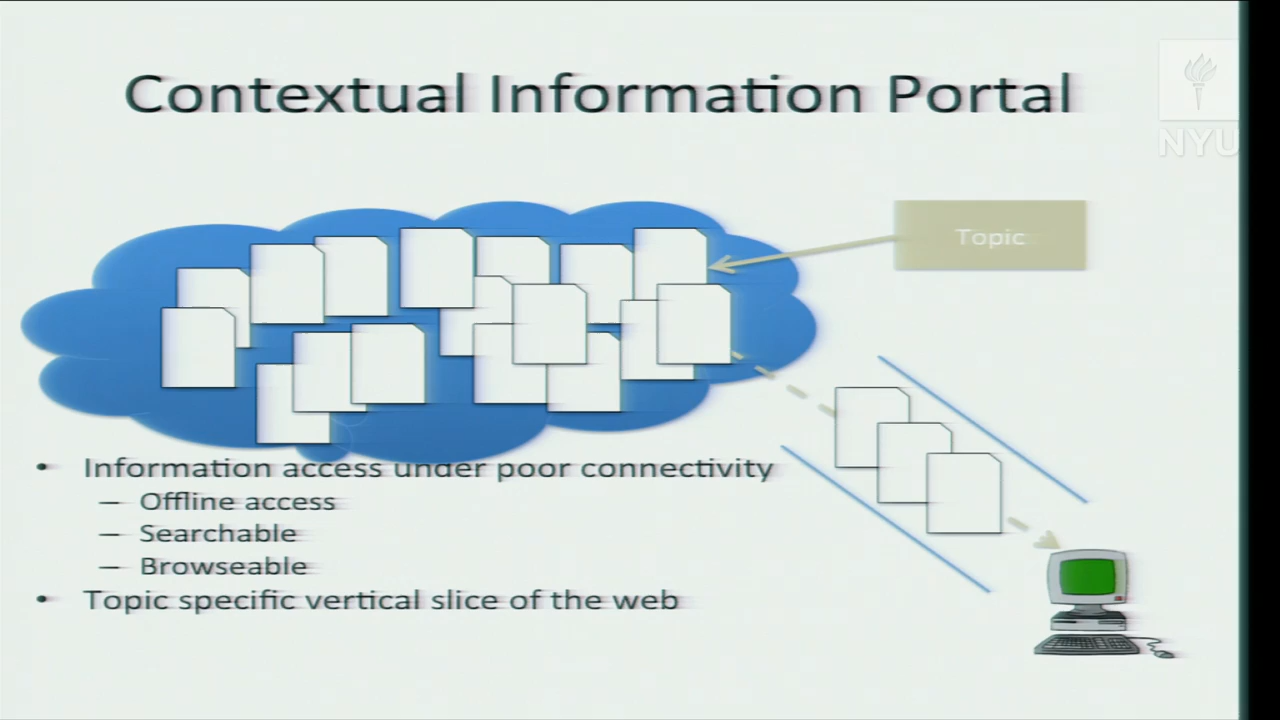 Contextual Information Portal
NYU
Topic
• Information access under poor connectivity
– Offline access
– Searchable
– Browseable
• Topic specific vertical slice of the web